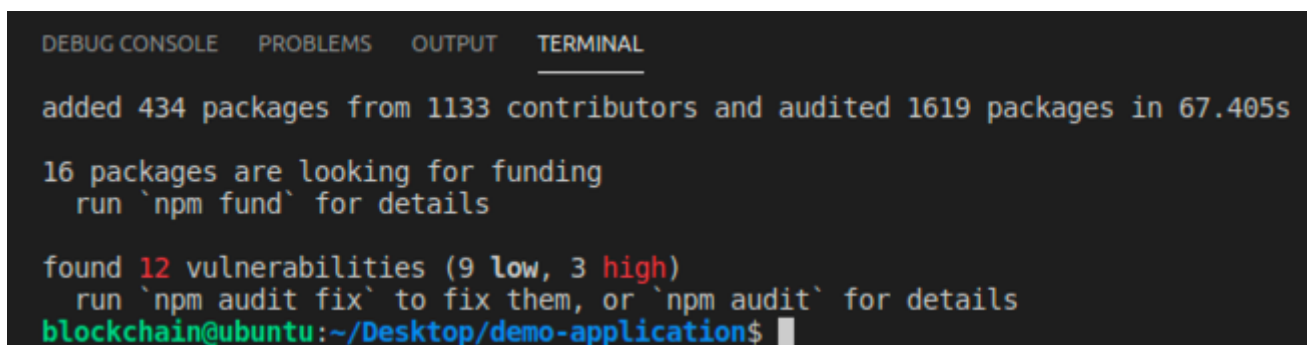 DEBUG CONSOLE PROBLEMS OUTPUT TERMINAL
added 434 packages from 1133 contributors and audited 1619 packages in 67.405s
16 packages are looking for funding
run `npm fund` for details
found 12 vulnerabilities (9 low, 3 high)
run `npm audit fix` to fix them, or `npm audit` for details
blockchain@ubuntu:~/Desktop/demo-application$